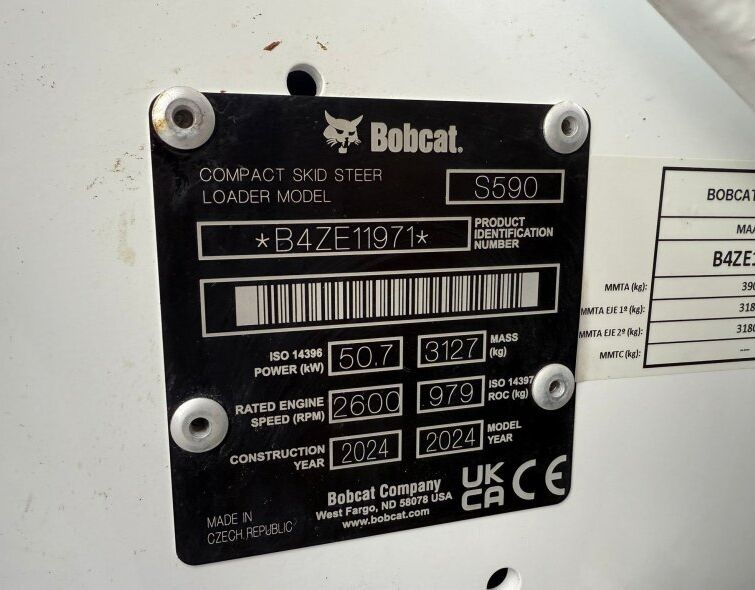 Bobcat.
COMPACT SKID STEER
LOADER MODEL
S590
*B4ZE11971*
PRODUCT
IDENTIFICATION
NUMBER
ISO 14396
POWER (kW)
50.7
3127
MASS
(kg)
RATED ENGINE
SPEED (RPM)
2600
979
ISO 14397
ROC (kg)
CONSTRUCTION
YEAR
2024
2024
MODEL
YEAR
Bobcat Company
West Fargo, ND 58078 USA
www.bobcat.com
UK
CA
CE
MADE IN
CZECH REPUBLIC
BOBCAT
B4ZE1
MMTA (kg):
MMTA EJE 1º (kg):
318
MMTA EJE 2º (kg):
318
MMTC (kg):
---